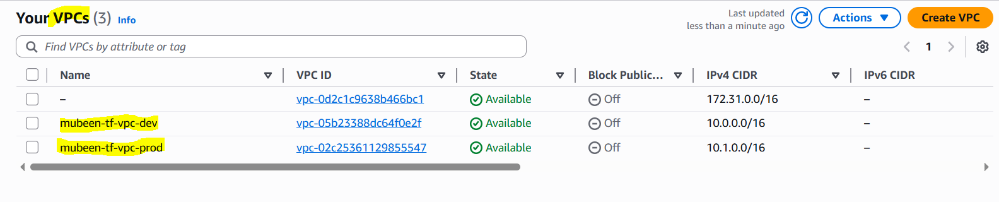 Your VPCs (3) Info
Last updated
less than a minute ago
Actions
Create VPC
Find VPCs by attribute or tag
1
Name VPC ID State Block Public... IPv4 CIDR IPv6 CIDR
– vpc-0d2c1c9638b466bc1 Available Off 172.31.0.0/16 –
mubeen-tf-vpc-dev vpc-05b23388dc64f0e2f Available Off 10.0.0.0/16 –
mubeen-tf-vpc-prod vpc-02c25361129855547 Available Off 10.1.0.0/16 –